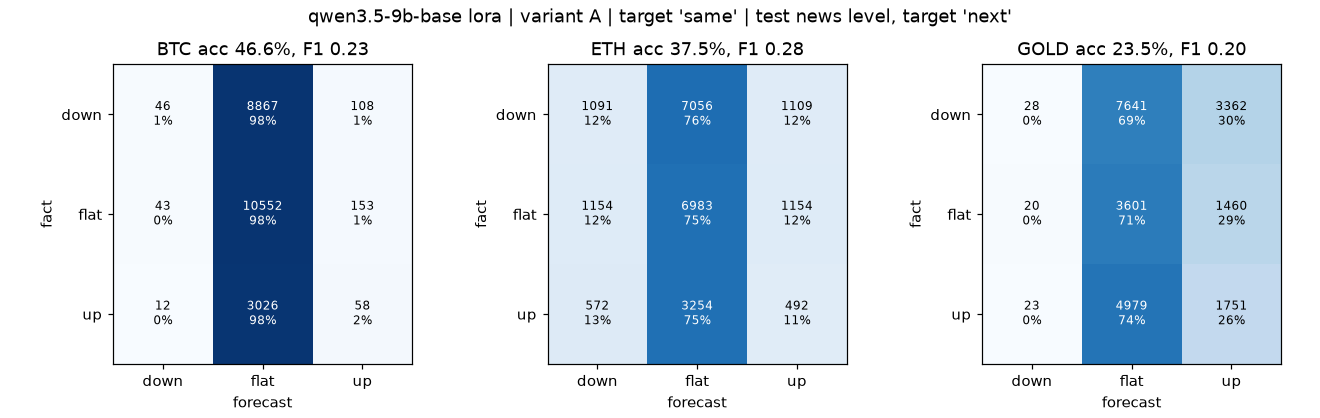 qwen3.5-9b-base lora | variant A | target 'same' | test news level, target 'next'
BTC acc 46.6%, F1 0.23
down
46
1%
8867
98%
108
1%
flat
43
0%
10552
98%
153
1%
up
12
0%
3026
98%
58
2%
down
flat
up
fact
forecast
ETH acc 37.5%, F1 0.28
down
1091
12%
7056
76%
1109
12%
flat
1154
12%
6983
75%
1154
12%
up
572
13%
3254
75%
492
11%
down
flat
up
fact
forecast
GOLD acc 23.5%, F1 0.20
down
28
0%
7641
69%
3362
30%
flat
20
0%
3601
71%
1460
29%
up
23
0%
4979
74%
1751
26%
down
flat
up
fact
forecast